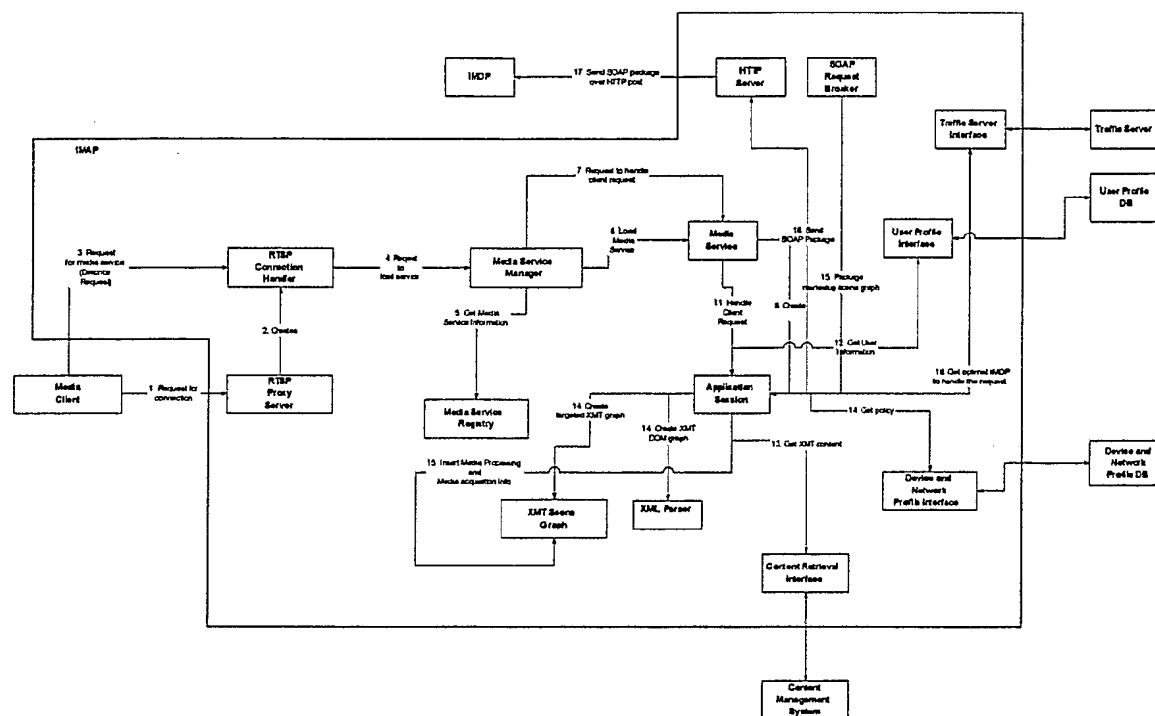 IMDP
17. Send SOAP package
over HTTP post
HTTP
Server
SOAP
Request
Broker
Traffic Server
Interface
Traffic Server
IMAP
7. Request to handle
client request
User Profile
DB
3. Request
for media service
(Describe
Request)
RTSP
Connection
Handler
4. Request
to
load service
Media Service
Manager
6. Load
Media
Service
Media
Service
16. Send
SOAP Package
User Profile
Interface
15. Package
marked up scene graph
5. Get Media
Service Information
11. Handle
Client
Request
8. Create
2. Creates
12. Get User
Information
16. Get optimal IMDP
to handle the request
Media
Client
1. Request for
connection
RTSP
Proxy
Server
Application
Session
Media Service
Registry
14. Create
targeted XMT graph
14. Create XMT
DOM graph
14. Get policy
13. Get XMT content
15. Insert Media Processing
and
Media acquisition Info
Device and
Network
Profile DB
Device and
Network
Profile Interface
XMT Scene
Graph
XML Parser
Content Retrieval
Interface
Content
Management
System